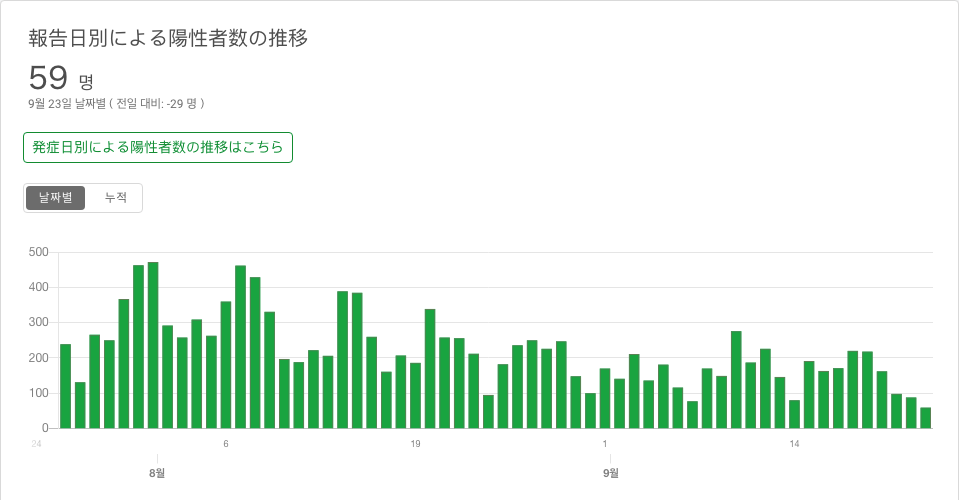 報告日別による陽性者数の推移
59 명
9월 23일 날짜별 ( 전일 대비: -29 명 )
発症日別による陽性者数の推移はこちら
날짜별 누적
500
400
300
200
100
0
24 6 19 1 14
8월 9월